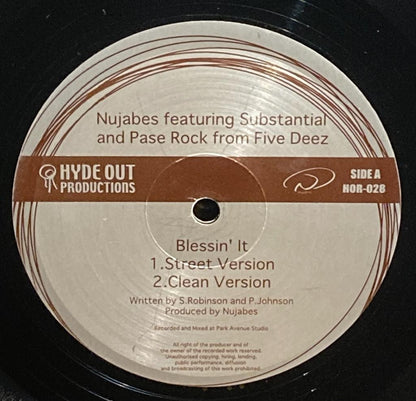 Nujabes featuring Substantial
and Pase Rock from Five Deez
HYDE OUT
PRODUCTIONS
SIDE A
HOR-028
Blessin' It
1.Street Version
2.Clean Version
Written by S.Robinson and P.Johnson
Produced by Nujabes
Recorded and Mixed at Park Avenue Studio
All right of the producer and of
the owner of the recorded work reserved.
Unauthorised copying, hiring, lending,
public performance, diffusion
and broadcasting of this work prohibited.